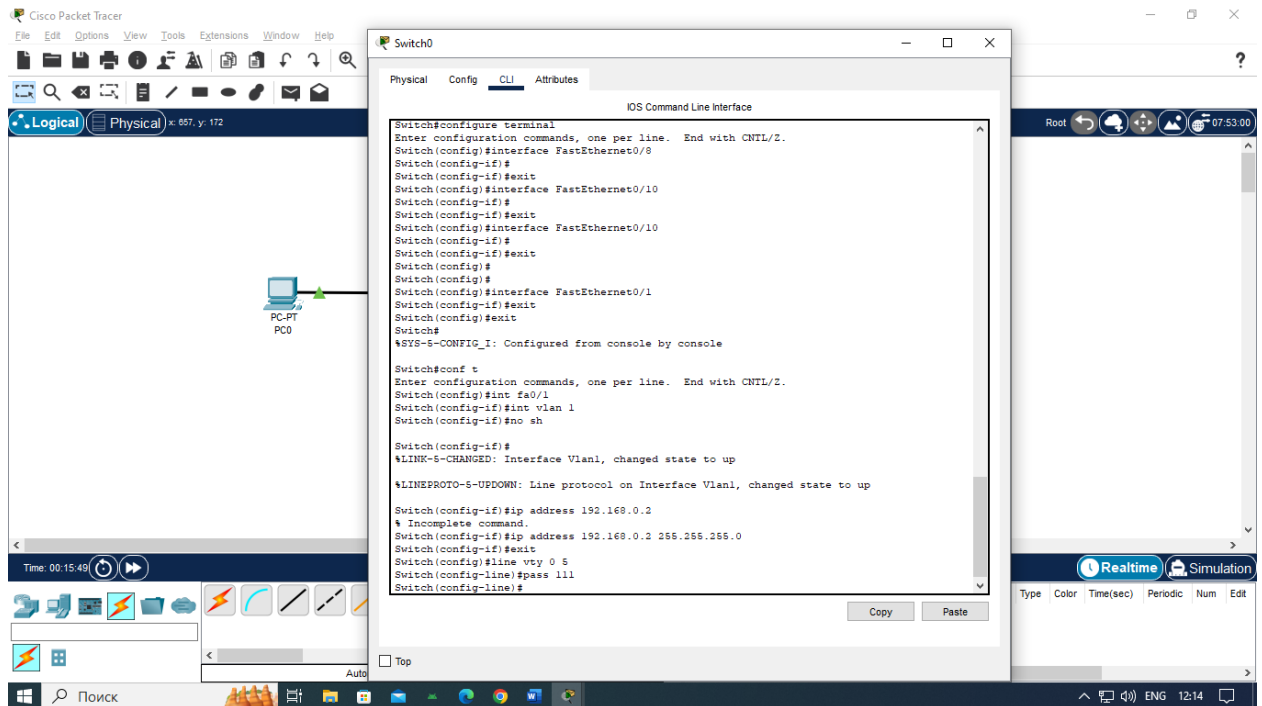 Cisco Packet Tracer
File Edit Options View Tools Extensions Window Help
Logical Physical x: 657, y: 172
Root 07:53:00
PC-PT
PC0
Switch0
Physical Config CLI Attributes
IOS Command Line Interface
Switch#configure terminal
Enter configuration commands, one per line. End with CNTL/Z.
Switch(config)#interface FastEthernet0/8
Switch(config-if)#
Switch(config-if)#exit
Switch(config)#interface FastEthernet0/10
Switch(config-if)#
Switch(config-if)#exit
Switch(config)#interface FastEthernet0/10
Switch(config-if)#
Switch(config-if)#exit
Switch(config)#
Switch(config)#
Switch(config)#interface FastEthernet0/1
Switch(config-if)#exit
Switch(config)#exit
Switch#
%SYS-5-CONFIG_I: Configured from console by console
Switch#conf t
Enter configuration commands, one per line. End with CNTL/Z.
Switch(config)#int fa0/1
Switch(config-if)#int vlan 1
Switch(config-if)#no sh
Switch(config-if)#
%LINK-5-CHANGED: Interface Vlan1, changed state to up
%LINEPROTO-5-UPDOWN: Line protocol on Interface Vlan1, changed state to up
Switch(config-if)#ip address 192.168.0.2
% Incomplete command.
Switch(config-if)#ip address 192.168.0.2 255.255.255.0
Switch(config-if)#exit
Switch(config)#line vty 0 5
Switch(config-line)#pass 111
Switch(config-line)#
Copy Paste
Top
Time: 00:15:49
Realtime Simulation
Type Color Time(sec) Periodic Num Edit
Auto
Поиск
ENG 12:14